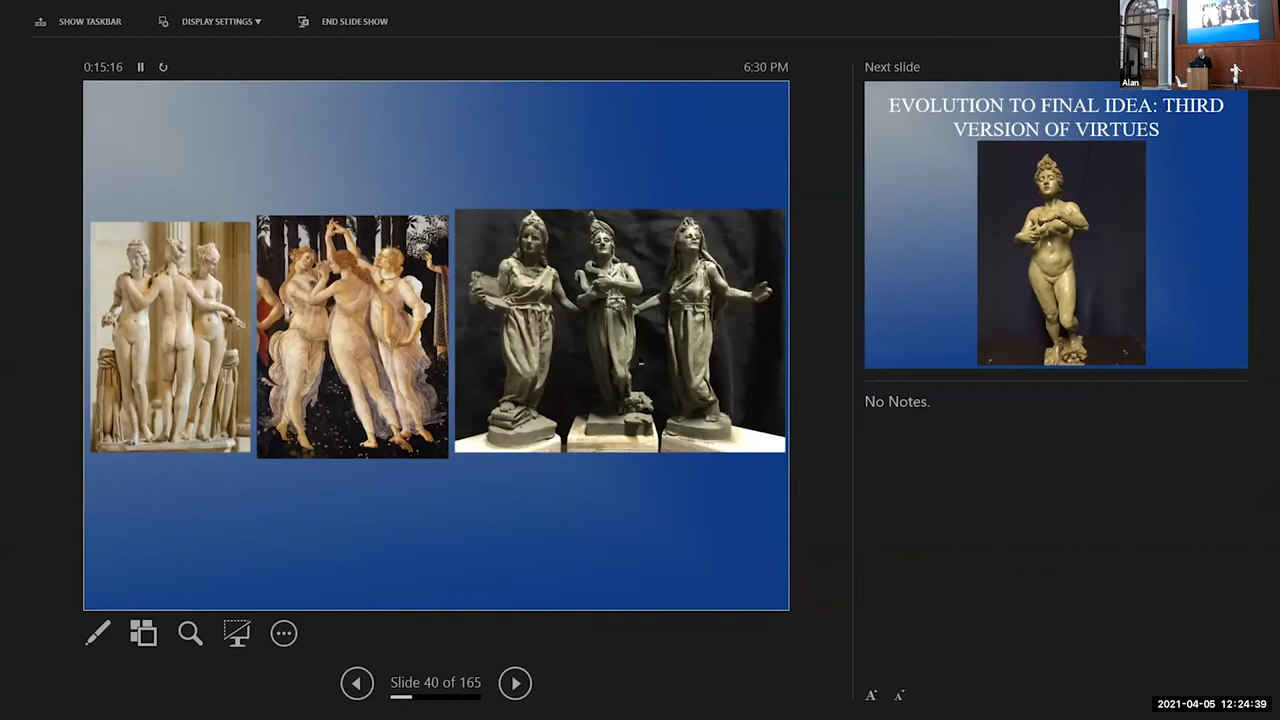 SHOW TASKBAR
DISPLAY SETTINGS
END SLIDE SHOW
0:15:16
6:30 PM
Next slide
Alan
EVOLUTION TO FINAL IDEA: THIRD
VERSION OF VIRTUES
No Notes.
Slide 40 of 165
A A
2021-04-05 12:24:39